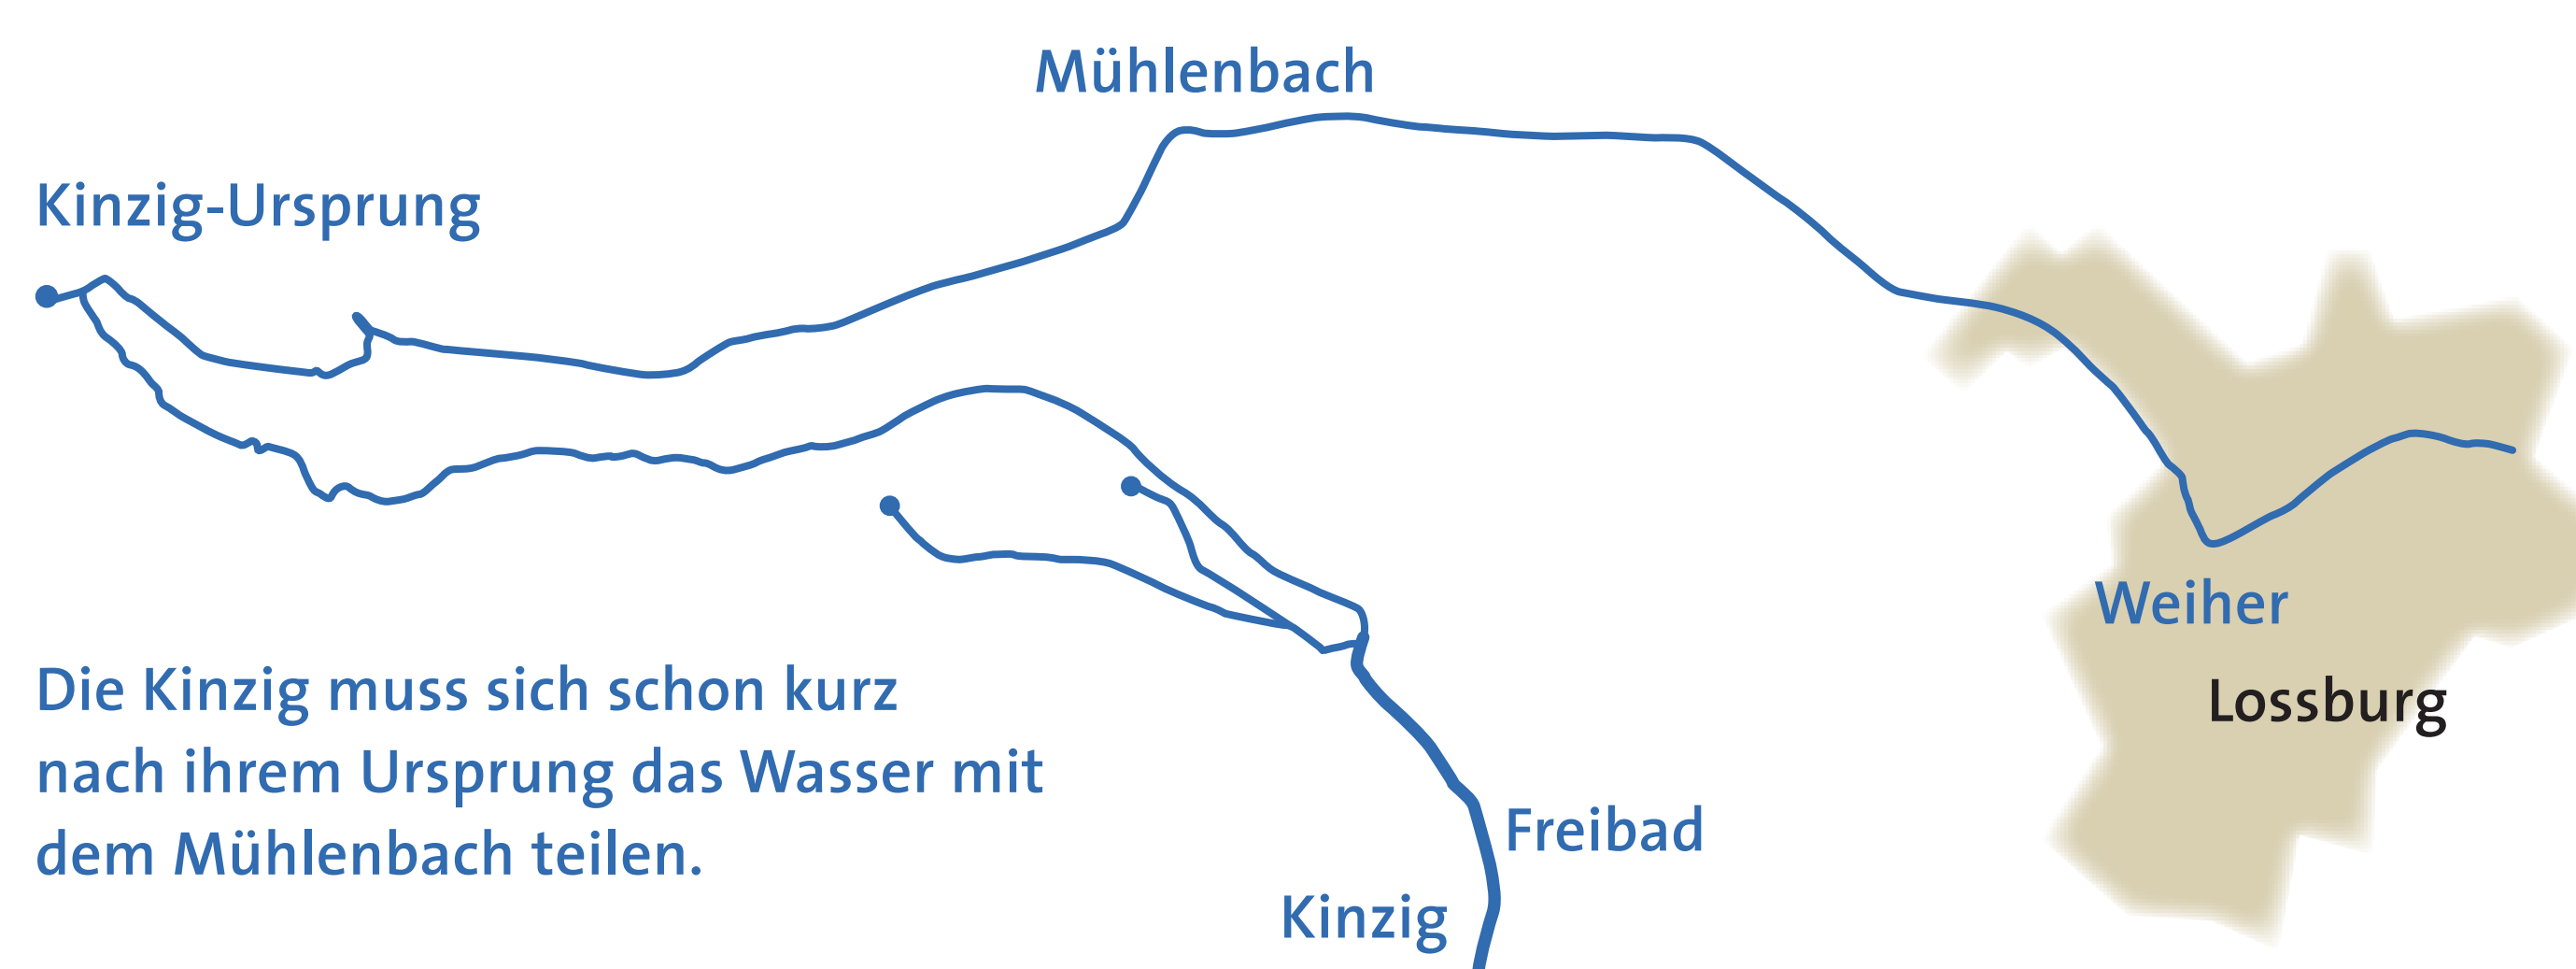 Mühlenbach
Kinzig-Ursprung
Weiher
Lossburg
Die Kinzig muss sich schon kurz
nach ihrem Ursprung das Wasser mit
dem Mühlenbach teilen.
Freibad
Kinzig